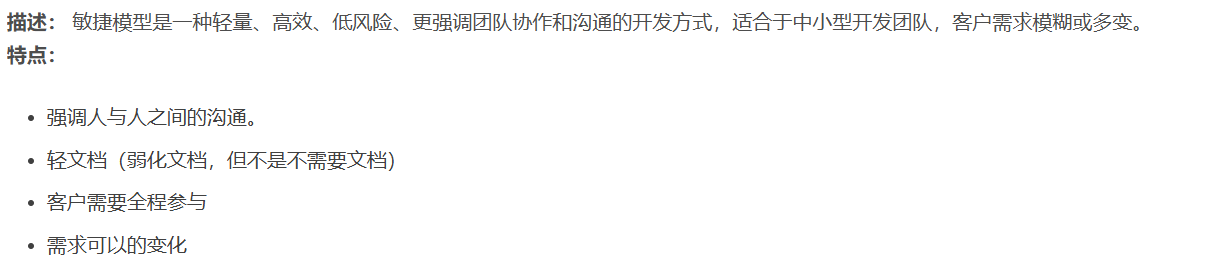 描述： 敏捷模型是一种轻量、高效、低风险、更强调团队协作和沟通的开发方式，适合于中小型开发团队，客户需求模糊或多变。
特点：
• 强调人与人之间的沟通。
• 轻文档（弱化文档，但不是不需要文档）
• 客户需要全程参与
• 需求可以的变化